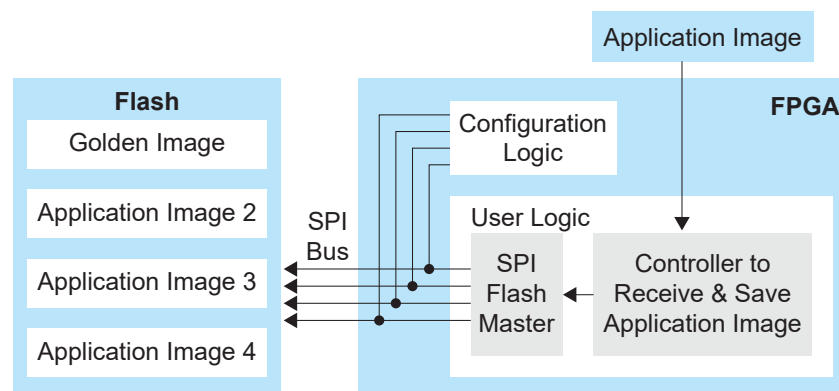 Application Image
Flash
FPGA
Golden Image
Configuration
Logic
Application Image 2
SPI
Bus
User Logic
Application Image 3
SPI
Flash
Master
Controller to
Receive & Save
Application Image
Application Image 4